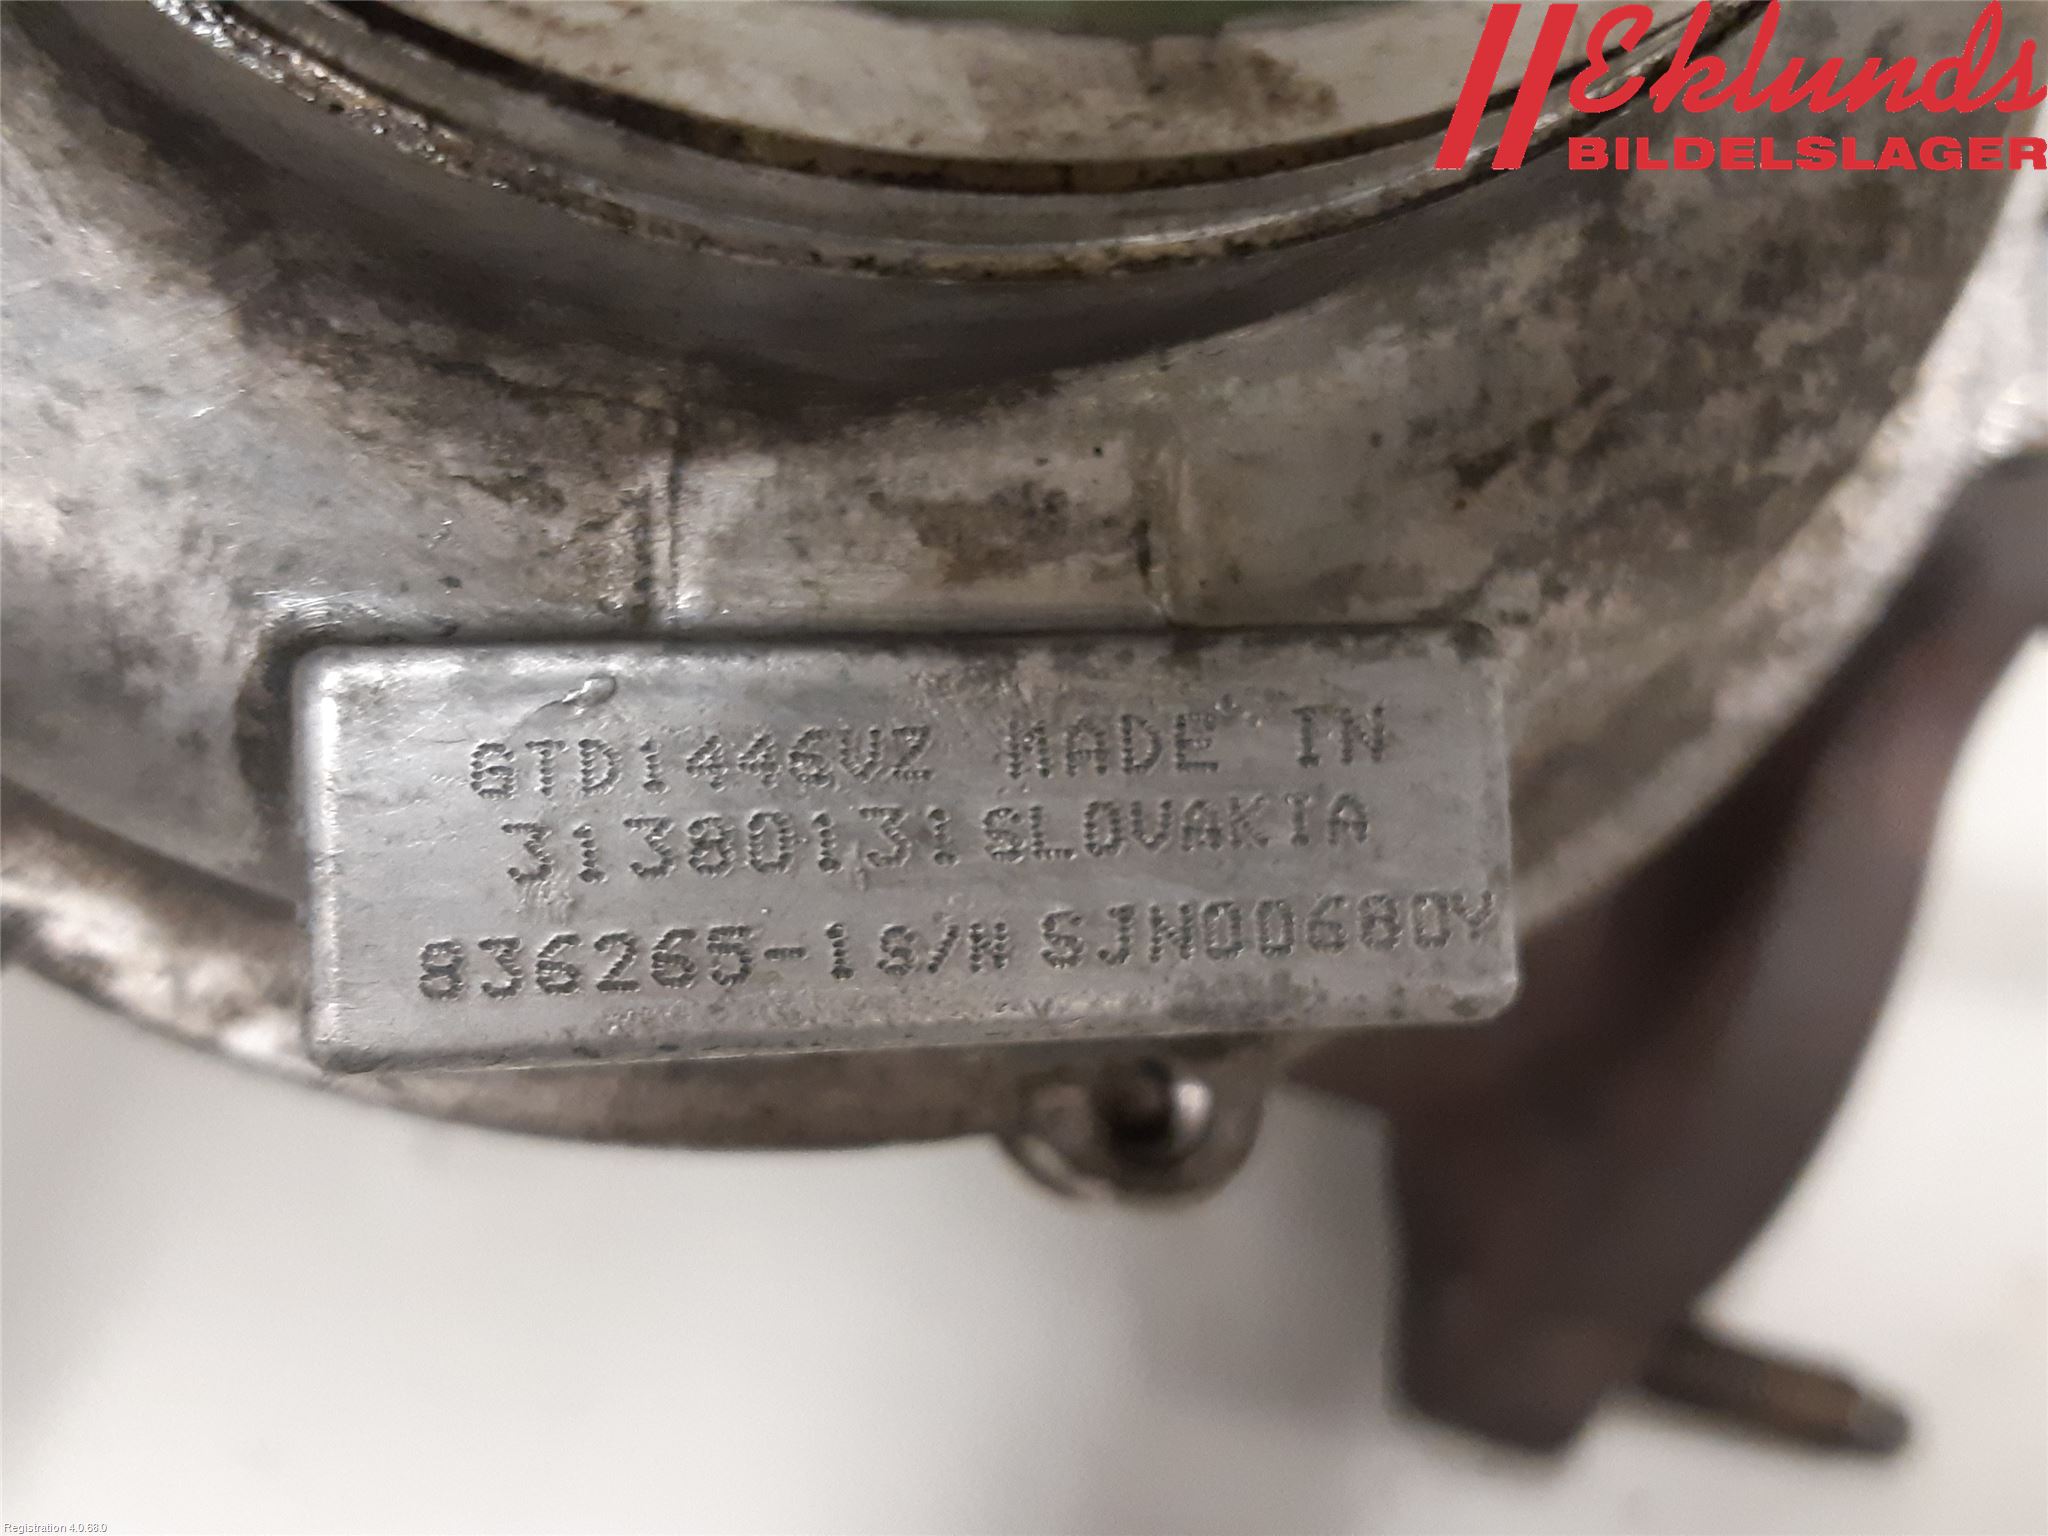 Eklunds
BILDELSLAGER
GTD1446VZ MADE IN
31380131 SLOVAKIA
836265-1 S/N SJN00680Y
Registration 4.0.68.0